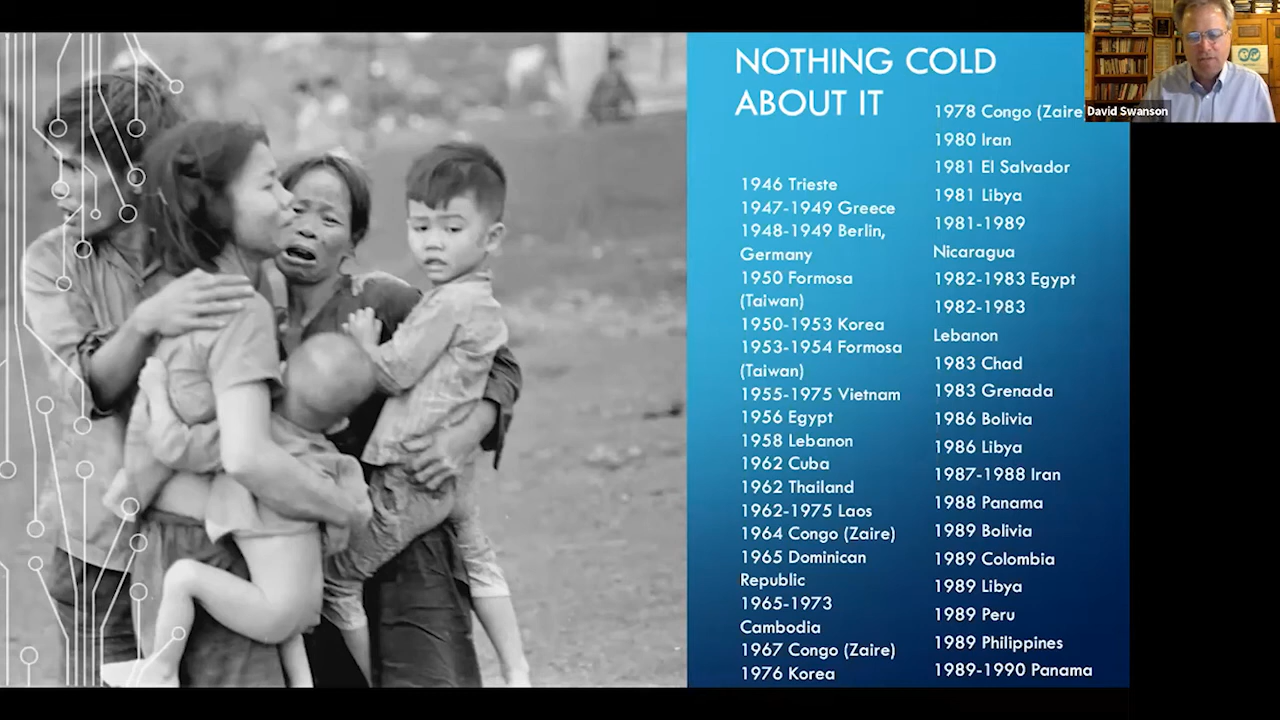 NOTHING COLD
ABOUT IT
1946 Trieste
1947-1949 Greece
1948-1949 Berlin,
Germany
1950 Formosa
(Taiwan)
1950-1953 Korea
1953-1954 Formosa
(Taiwan)
1955-1975 Vietnam
1956 Egypt
1958 Lebanon
1962 Cuba
1962 Thailand
1962-1975 Laos
1964 Congo (Zaire)
1965 Dominican
Republic
1965-1973
Cambodia
1967 Congo (Zaire)
1976 Korea
1978 Congo (Zaire
1980 Iran
1981 El Salvador
1981 Libya
1981-1989
Nicaragua
1982-1983 Egypt
1982-1983
Lebanon
1983 Chad
1983 Grenada
1986 Bolivia
1986 Libya
1987-1988 Iran
1988 Panama
1989 Bolivia
1989 Colombia
1989 Libya
1989 Peru
1989 Philippines
1989-1990 Panama
David Swanson